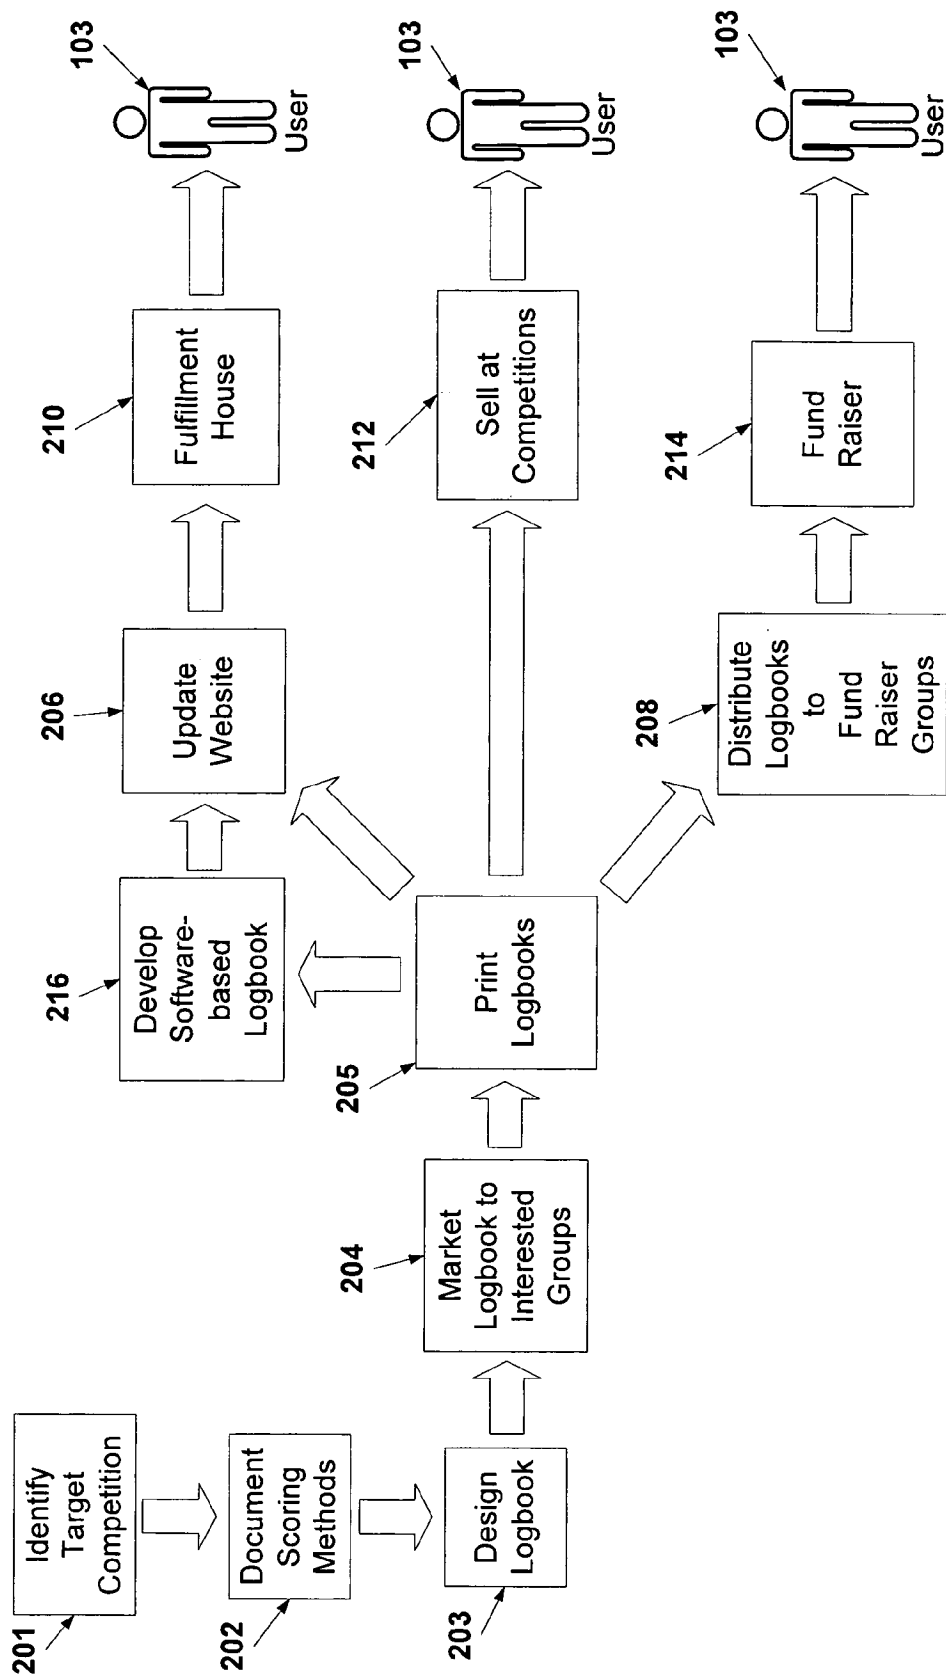 201
Identify
Target
Competition
202
Document
Scoring
Methods
203
Design
Logbook
204
Market
Logbook to
Interested
Groups
205
Print
Logbooks
216
Develop
Software-
based
Logbook
206
Update
Website
210
Fulfillment
House
103
User
212
Sell at
Competitions
103
User
208
Distribute
Logbooks
to
Fund
Raiser
Groups
214
Fund
Raiser
103
User